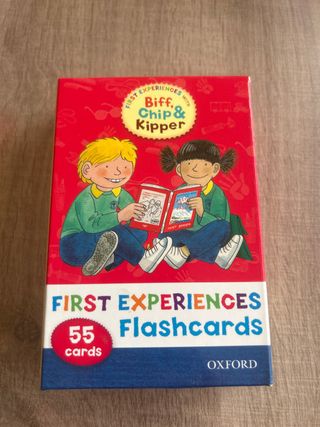 FIRST EXPERIENCES WITH
Biff,
Chip &
Kipper
FIRST EXPERIENCES
Flashcards
55
cards
OXFORD